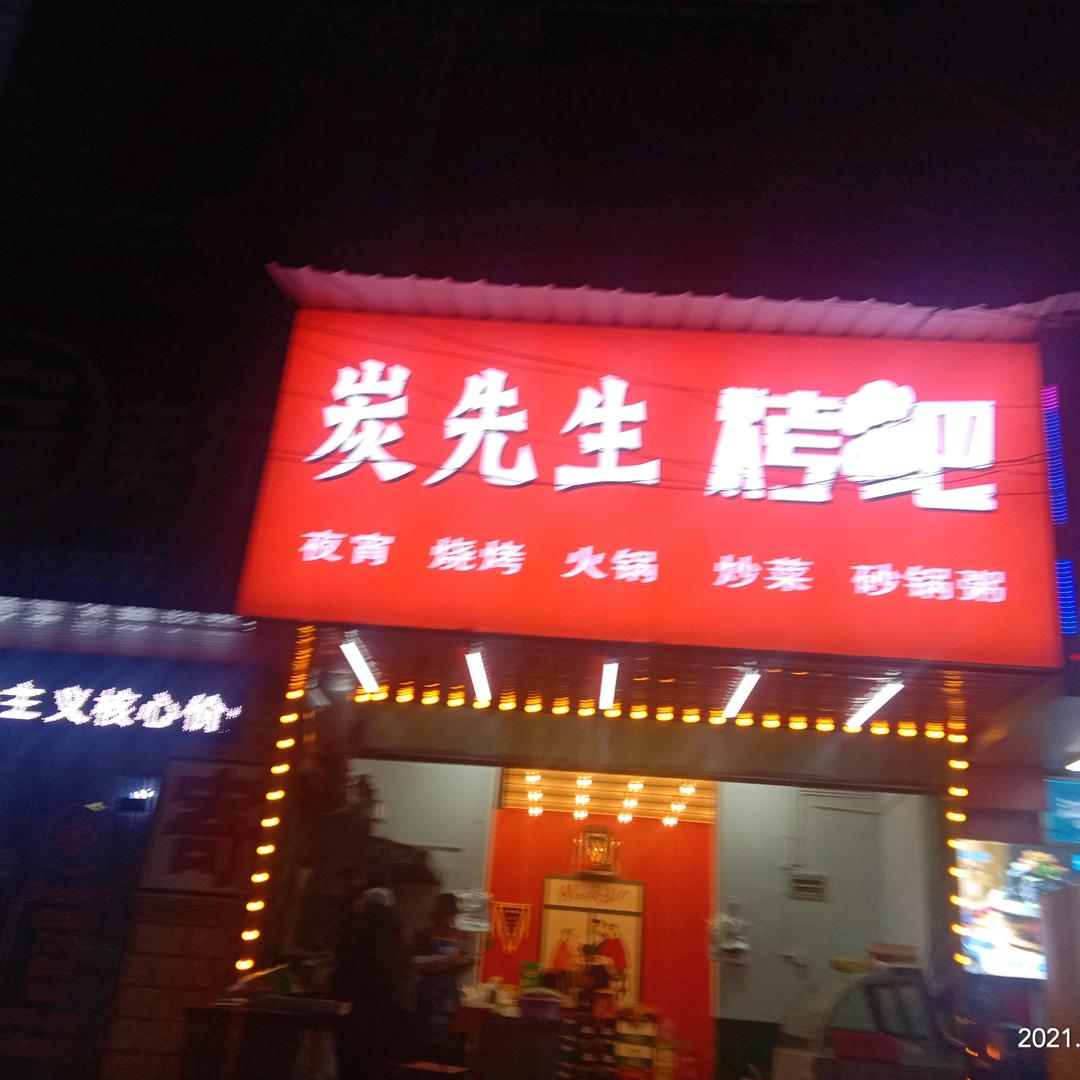 炭先生 烤吧
夜宵 烧烤 火锅 炒菜 砂锅粥
主义核心价
2021.